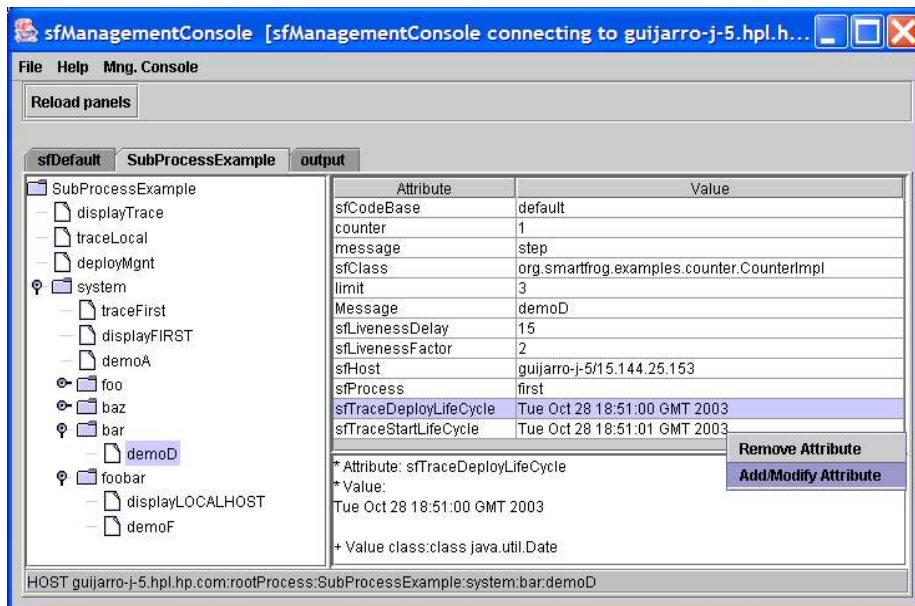 sfManagementConsole [sfManagementConsole connecting to guijarro-j-5.hpl.h...
File Help Mng. Console
Reload panels
sfDefault SubProcessExample output
SubProcessExample
displayTrace
traceLocal
deployMgnt
system
traceFirst
displayFIRST
demoA
foo
baz
bar
demoD
foobar
displayLOCALHOST
demoF
Attribute Value
sfCodeBase default
counter 1
message step
sfClass org.smartfrog.examples.counter.CounterImpl
limit 3
Message demoD
sfLivenessDelay 15
sfLivenessFactor 2
sfHost guijarro-j-5/15.144.25.153
sfProcess first
sfTraceDeployLifeCycle Tue Oct 28 18:51:00 GMT 2003
sfTraceStartLifeCycle Tue Oct 28 18:51:01 GMT 2003
Remove Attribute
Add/Modify Attribute
* Attribute: sfTraceDeployLifeCycle
* Value:
Tue Oct 28 18:51:00 GMT 2003
+ Value class:class java.util.Date
HOST guijarro-j-5.hpl.hp.com:rootProcess:SubProcessExample:system:bar:demoD